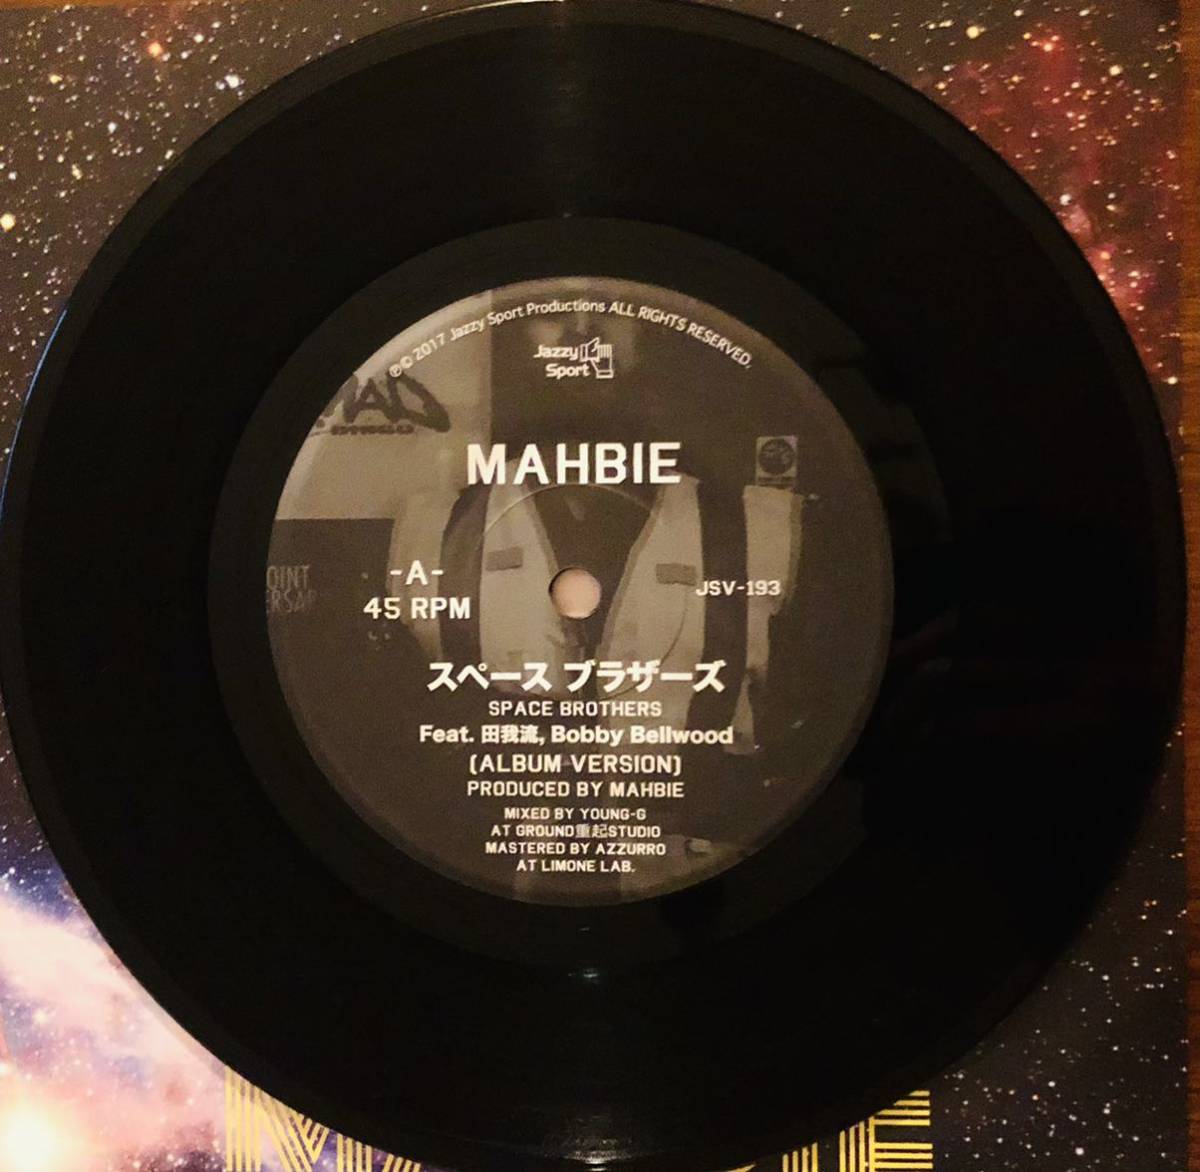 ℗© 2017 Jazzy Sport Productions ALL RIGHTS RESERVED.
Jazzy
Sport
MAHBIE
-A-
45 RPM
JSV-193
スペース ブラザーズ
SPACE BROTHERS
Feat. 田我流, Bobby Bellwood
(ALBUM VERSION)
PRODUCED BY MAHBIE
MIXED BY YOUNG-G
AT GROUND重起STUDIO
MASTERED BY AZZURRO
AT LIMONE LAB.